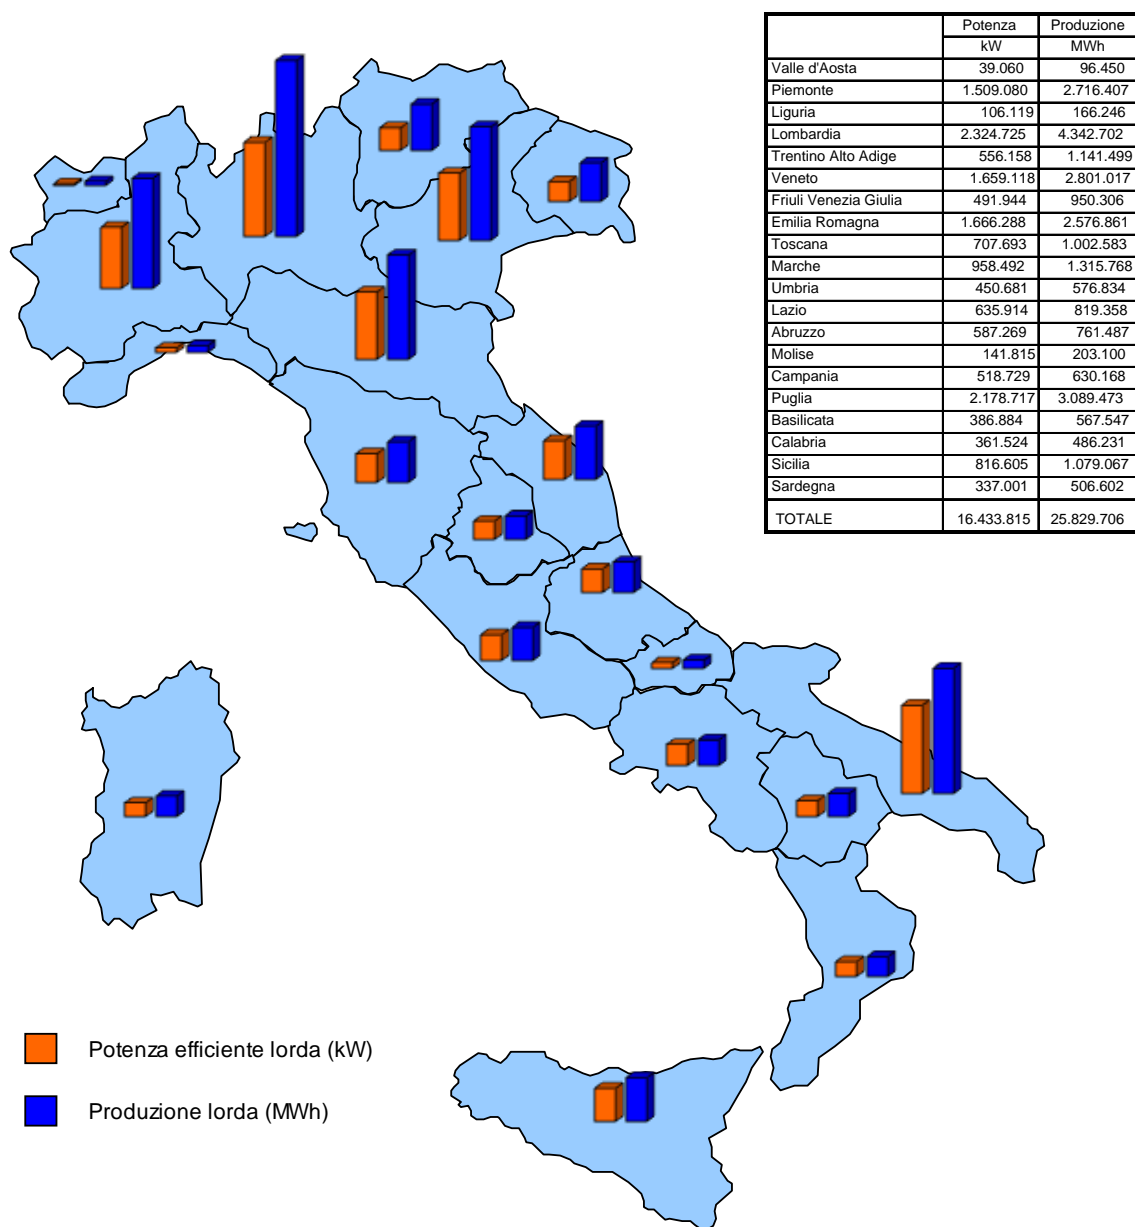 Potenza Produzione
kW MWh
Valle d'Aosta 39.060 96.450
Piemonte 1.509.080 2.716.407
Liguria 106.119 166.246
Lombardia 2.324.725 4.342.702
Trentino Alto Adige 556.158 1.141.499
Veneto 1.659.118 2.801.017
Friuli Venezia Giulia 491.944 950.306
Emilia Romagna 1.666.288 2.576.861
Toscana 707.693 1.002.583
Marche 958.492 1.315.768
Umbria 450.681 576.834
Lazio 635.914 819.358
Abruzzo 587.269 761.487
Molise 141.815 203.100
Campania 518.729 630.168
Puglia 2.178.717 3.089.473
Basilicata 386.884 567.547
Calabria 361.524 486.231
Sicilia 816.605 1.079.067
Sardegna 337.001 506.602
TOTALE 16.433.815 25.829.706
Potenza efficiente lorda (kW)
Produzione lorda (MWh)